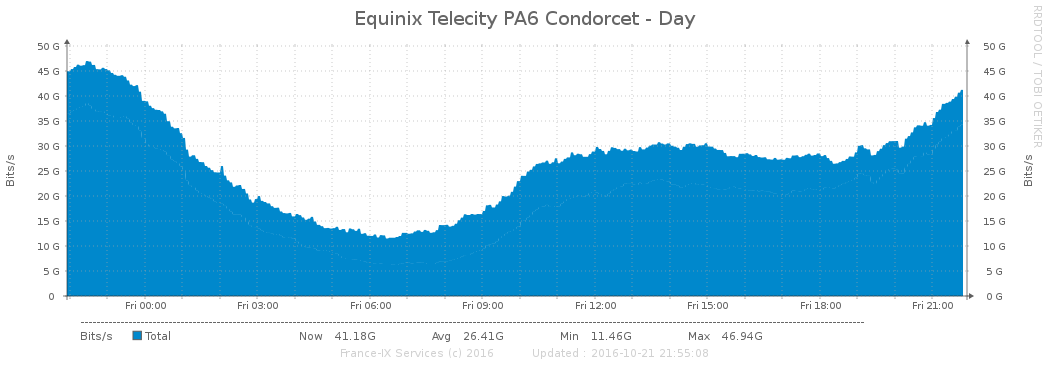 Equinix Telecity PA6 Condorcet - Day
RRDTOOL / TOBI OETIKER
Bits/s
50 G 50 G
45 G 45 G
40 G 40 G
35 G 35 G
30 G 30 G
25 G 25 G
20 G 20 G
15 G 15 G
10 G 10 G
5 G 5 G
0 0 G
Bits/s
Fri 00:00 Fri 03:00 Fri 06:00 Fri 09:00 Fri 12:00 Fri 15:00 Fri 18:00 Fri 21:00
Bits/s Total Now 41.18G Avg 26.41G Min 11.46G Max 46.94G
France-IX Services (c) 2016 Updated : 2016-10-21 21:55:08